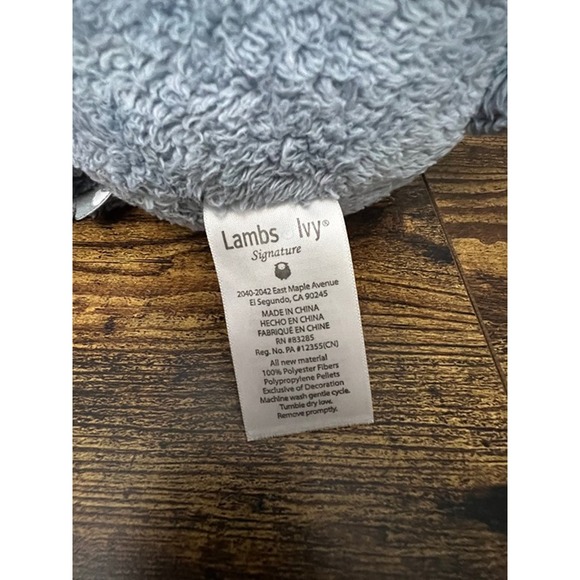 Lambs Ivy®
Signature
2040-2042 East Maple Avenue
El Segundo, CA 90245
MADE IN CHINA
HECHO EN CHINA
FABRIQUÉ EN CHINE
RN #83285
Reg. No. PA #12355(CN)
All new material
100% Polyester Fibers
Polypropylene Pellets
Exclusive of Decoration
Machine wash gentle cycle.
Tumble dry low.
Remove promptly.